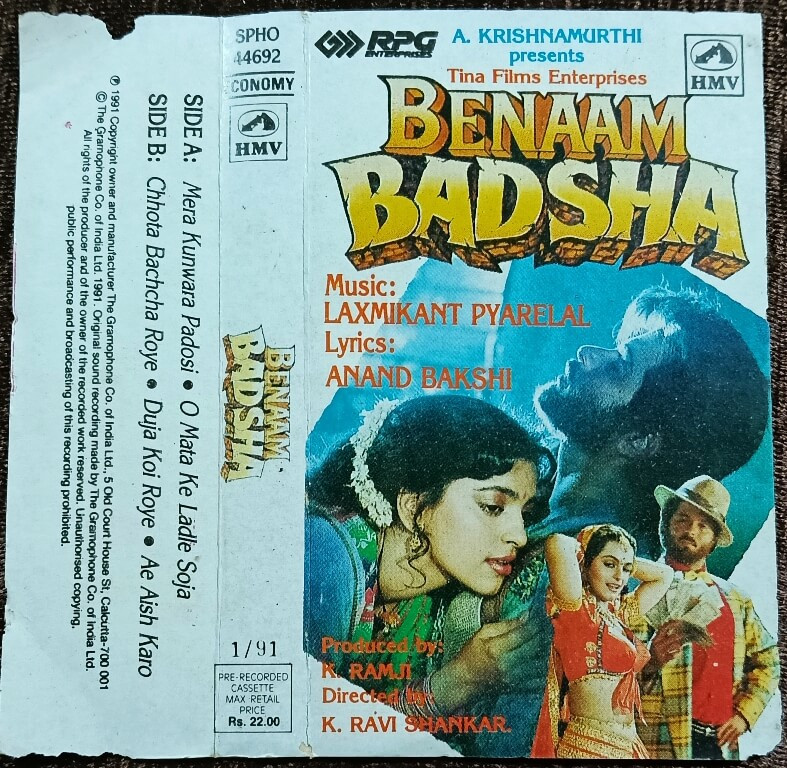 SIDE A: Mera Kunwara Padosi • O Mata Ke Ladle Soja
SIDE B: Chhota Bachcha Roye • Duja Koi Roye • Ae Aish Karo
℗ 1991 Copyright owner and manufacturer The Gramophone Co. of India Ltd., 5 Old Court House St, Calcutta-700 001
© The Gramophone Co. of India Ltd. 1991. Original sound recording made by The Gramophone Co. of India Ltd.
All rights of the producer and of the owner of the recorded work reserved. Unauthorised copying,
public performance and broadcasting of this recording prohibited.
SPHO
44692
ECONOMY
HMV
BENAAM
BADSHA
1/91
PRE-RECORDED
CASSETTE
MAX RETAIL
PRICE
Rs. 22.00
RPG
ENTERPRISES
A. KRISHNAMURTHI
presents
Tina Films Enterprises
HMV
BENAAM
BADSHA
Music:
LAXMIKANT PYARELAL
Lyrics:
ANAND BAKSHI
Produced by:
K. RAMJI
Directed by:
K. RAVI SHANKAR.